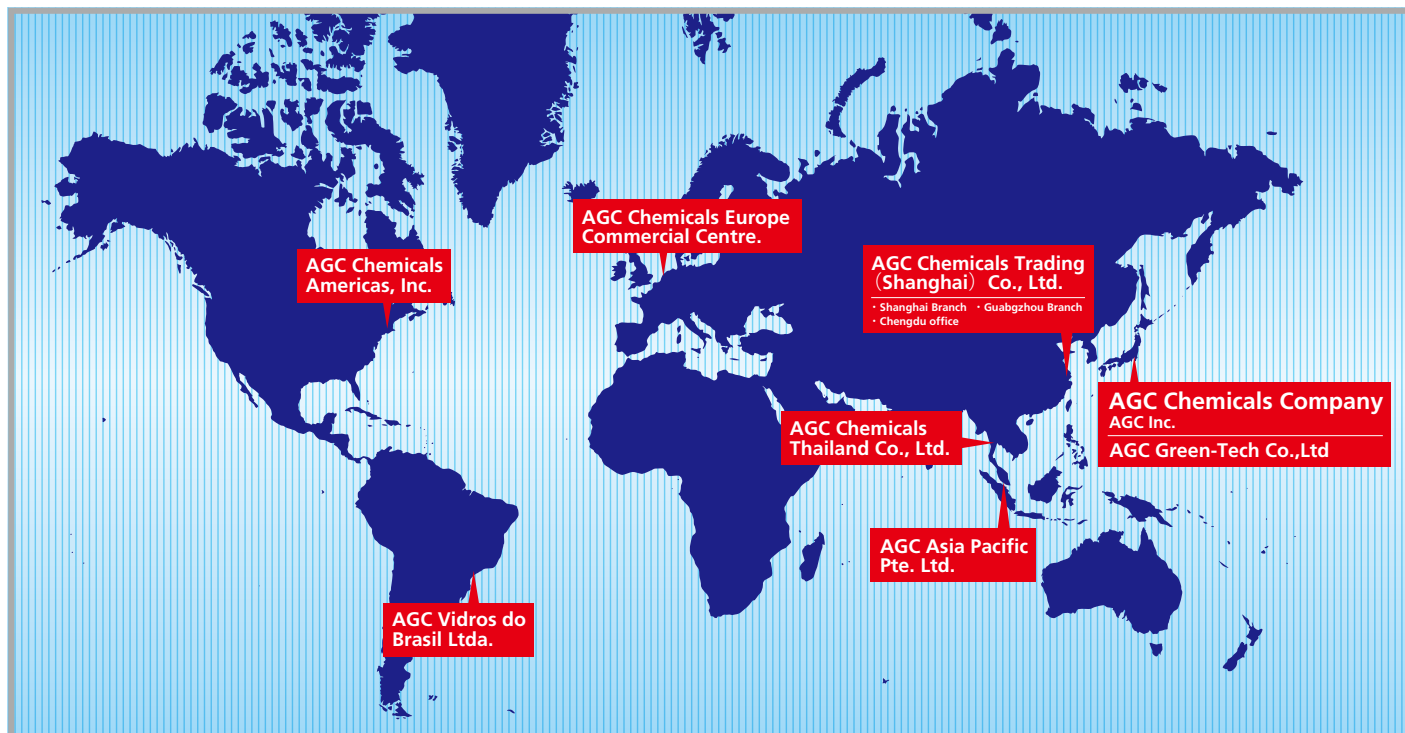 AGC Chemicals Europe
Commercial Centre.
AGC Chemicals
Americas, Inc.
AGC Chemicals Trading
（Shanghai）Co., Ltd.
・Shanghai Branch ・Guabgzhou Branch
・Chengdu office
AGC Chemicals Company
AGC Inc.
AGC Green-Tech Co.,Ltd
AGC Chemicals
Thailand Co., Ltd.
AGC Asia Pacific
Pte. Ltd.
AGC Vidros do
Brasil Ltda.